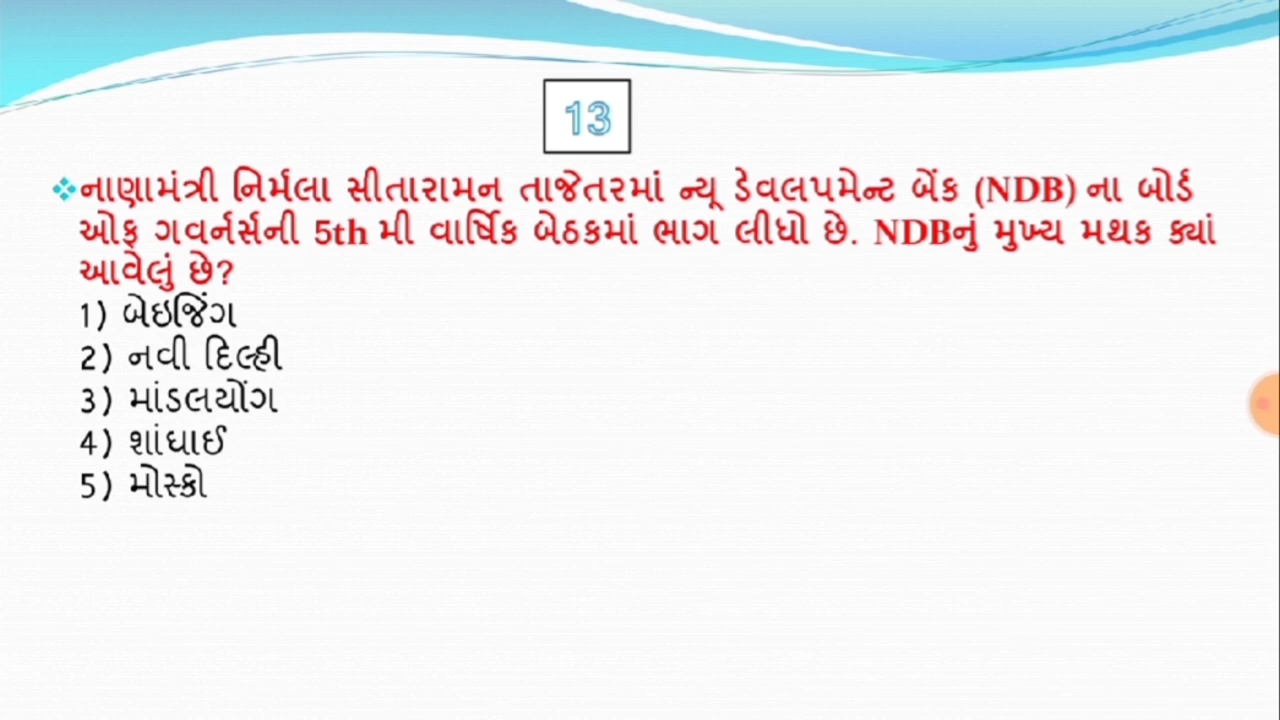 13
❖નાણામંત્રી નિર્મલા સીતારામન તાજેતરમાં ન્યૂ ડેવલપમેન્ટ બેંક (NDB) ના બોર્ડ
ઓફ ગવર્નર્સની 5th મી વાર્ષિક બેઠકમાં ભાગ લીધો છે. NDBનું મુખ્ય મથક ક્યાં
આવેલું છે?
1) બેઇજિંગ
2) નવી દિલ્હી
3) માંડલયોંગ
4) શાંઘાઈ
5) મોસ્કો